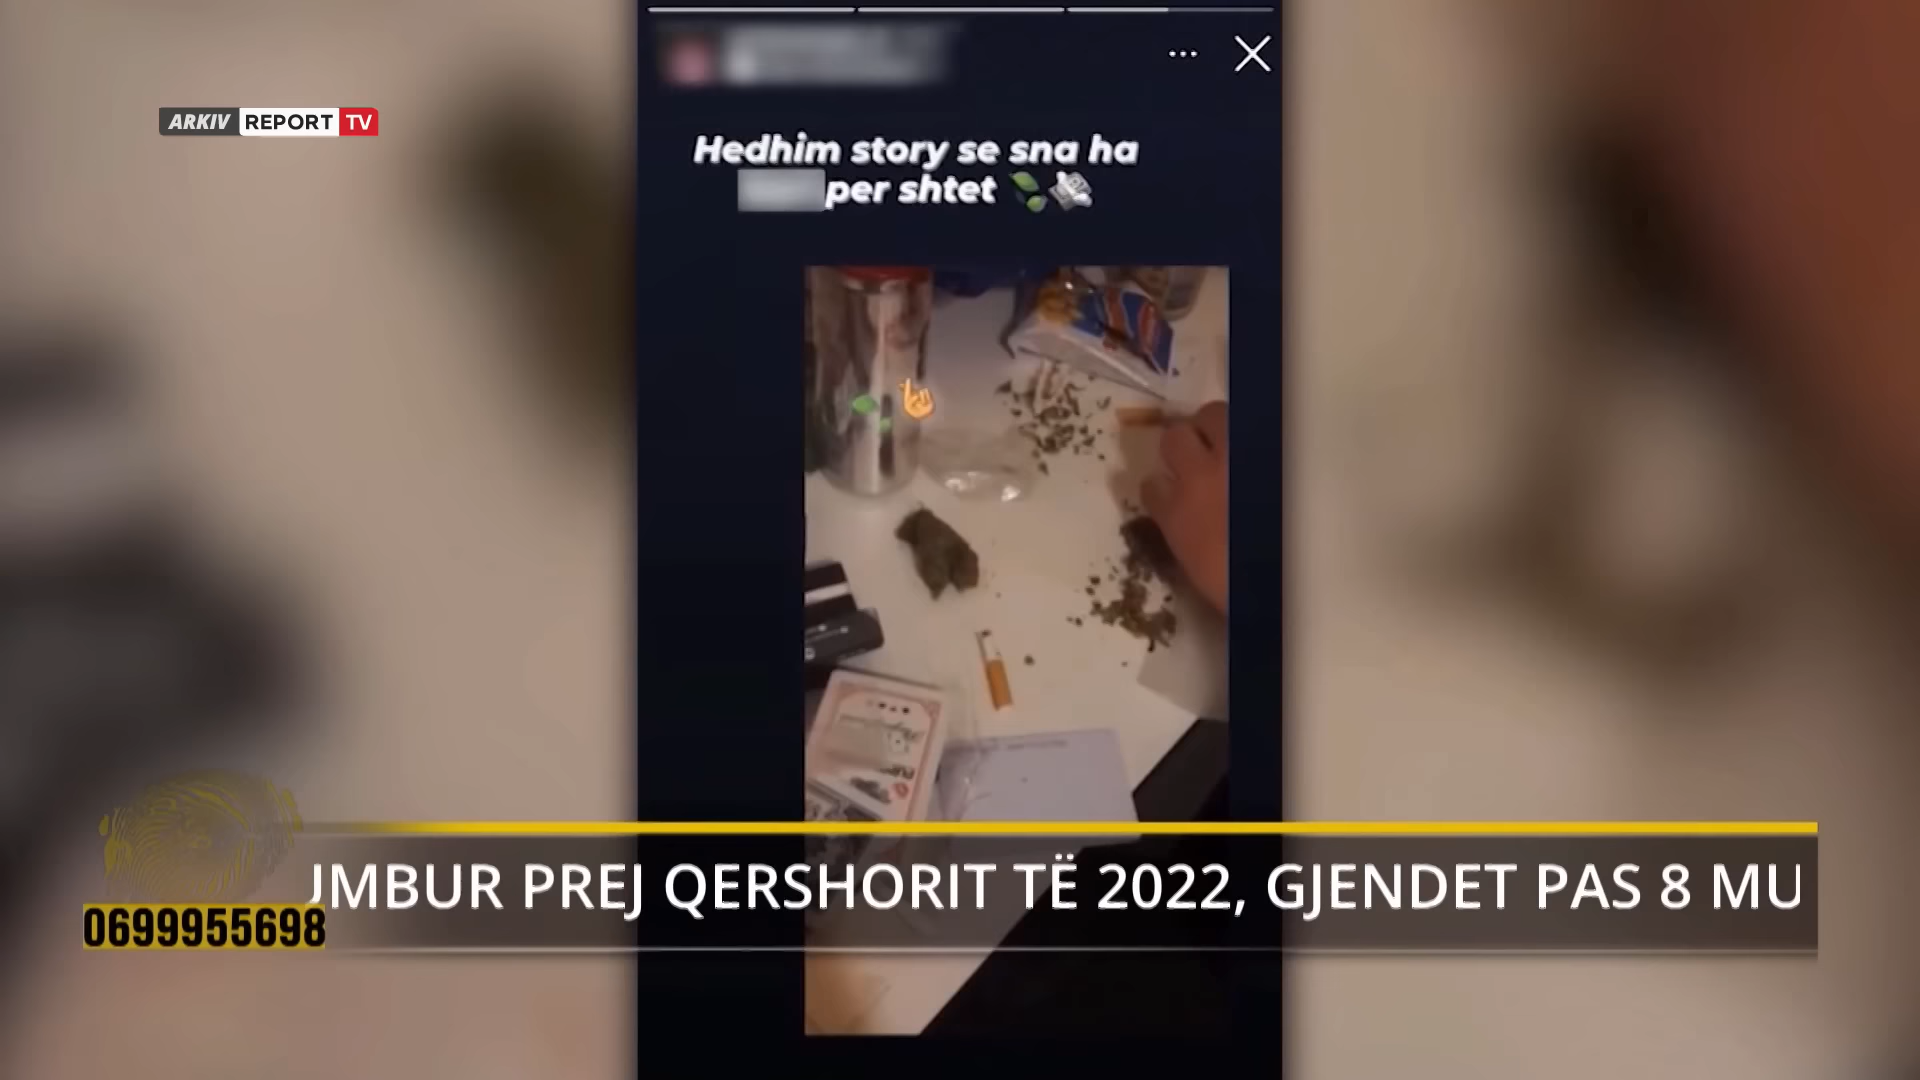 ARKIV REPORT TV
Hedhim story se sna ha
per shtet
UMBUR PREJ QERSHORIT TË 2022, GJENDET PAS 8 MU
0699955698